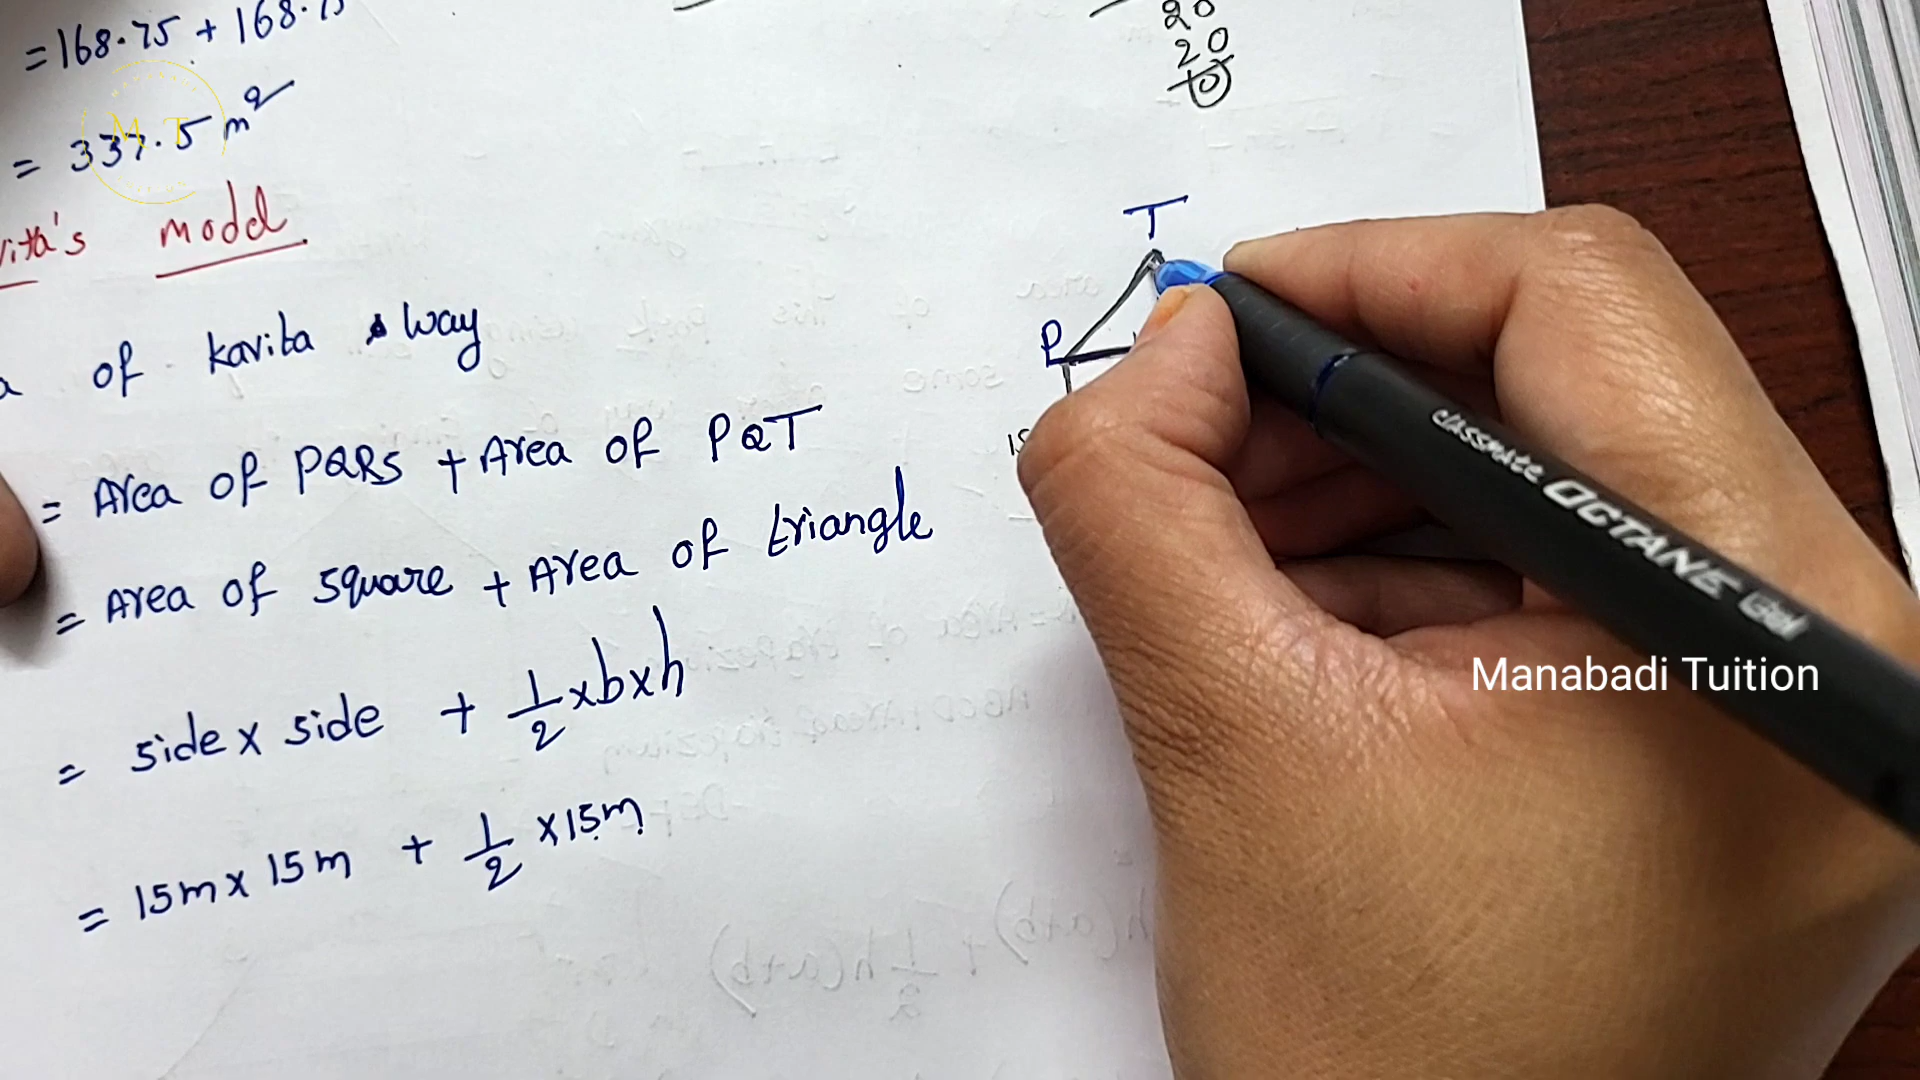 =168.75 + 168.75
= 337.5 m²
model
of kavita way
= Area of PQRS + Area of PQT
= Area of square + Area of triangle
= side x side + 1/2 x b x h
= 15m x 15m + 1/2 x 15m
20
20
0
T
P
15
classmate OCTANE Gel
Manabadi Tuition
M T